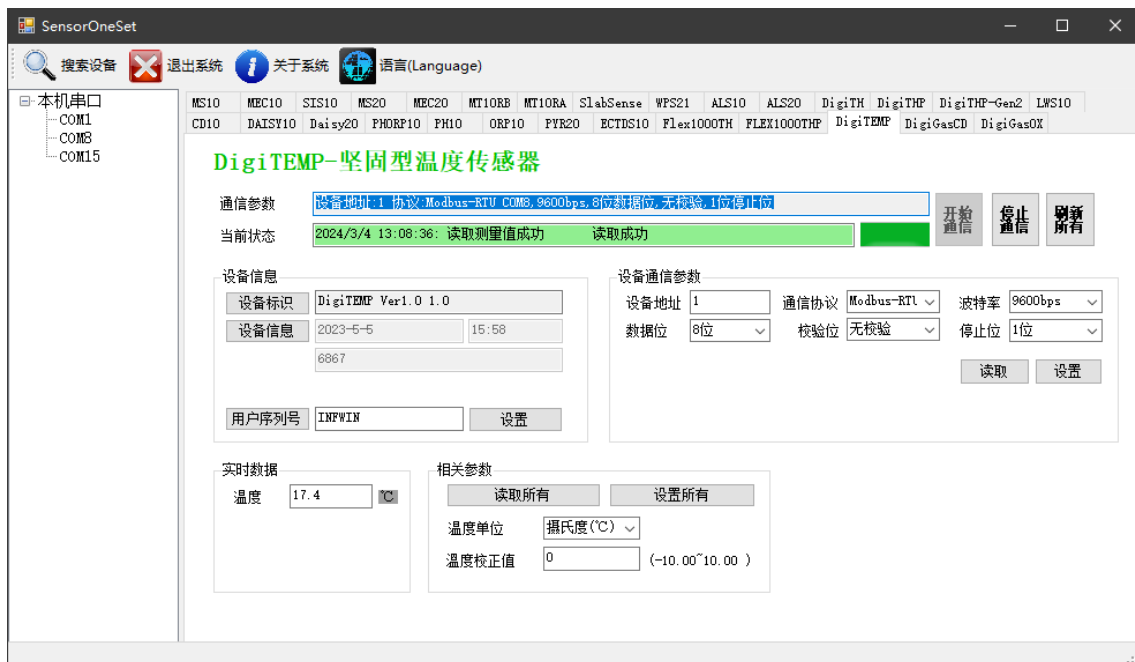 SensorOneSet
搜索设备 退出系统 关于系统 语言(Language)
本机串口
COM1
COM8
COM15
MS10 MEC10 SIS10 MS20 MEC20 MT10RB MT10RA SlabSense WPS21 ALS10 ALS20 DigiTH DigiTHP DigiTHP-Gen2 LWS10
CD10 DAISY10 Daisy20 PHORP10 PH10 ORP10 PYR20 ECTDS10 Flex1000TH FLEX1000THP DigiTEMP DigiGasCD DigiGasOX
DigiTEMP-坚固型温度传感器
通信参数 设备地址:1 协议:Modbus-RTU COM8,9600bps,8位数据位,无校验,1位停止位
当前状态 2024/3/4 13:08:36: 读取测量值成功 读取成功
开始通信 停止通信 刷新所有
设备信息
设备标识 DigiTEMP Ver1.0 1.0
设备信息 2023-5-5 15:58
6867
用户序列号 INFWIN 设置
设备通信参数
设备地址 1 通信协议 Modbus-RTU 波特率 9600bps
数据位 8位 校验位 无校验 停止位 1位
读取 设置
实时数据
温度 17.4 ℃
相关参数
读取所有 设置所有
温度单位 摄氏度(℃)
温度校正值 0 (-10.00~10.00 )